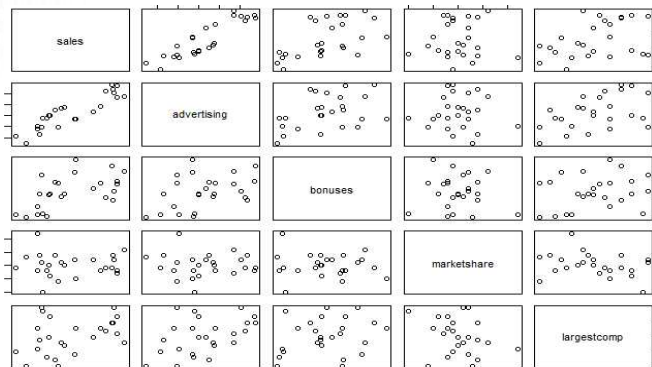 sales
advertising
bonuses
marketshare
largestcomp